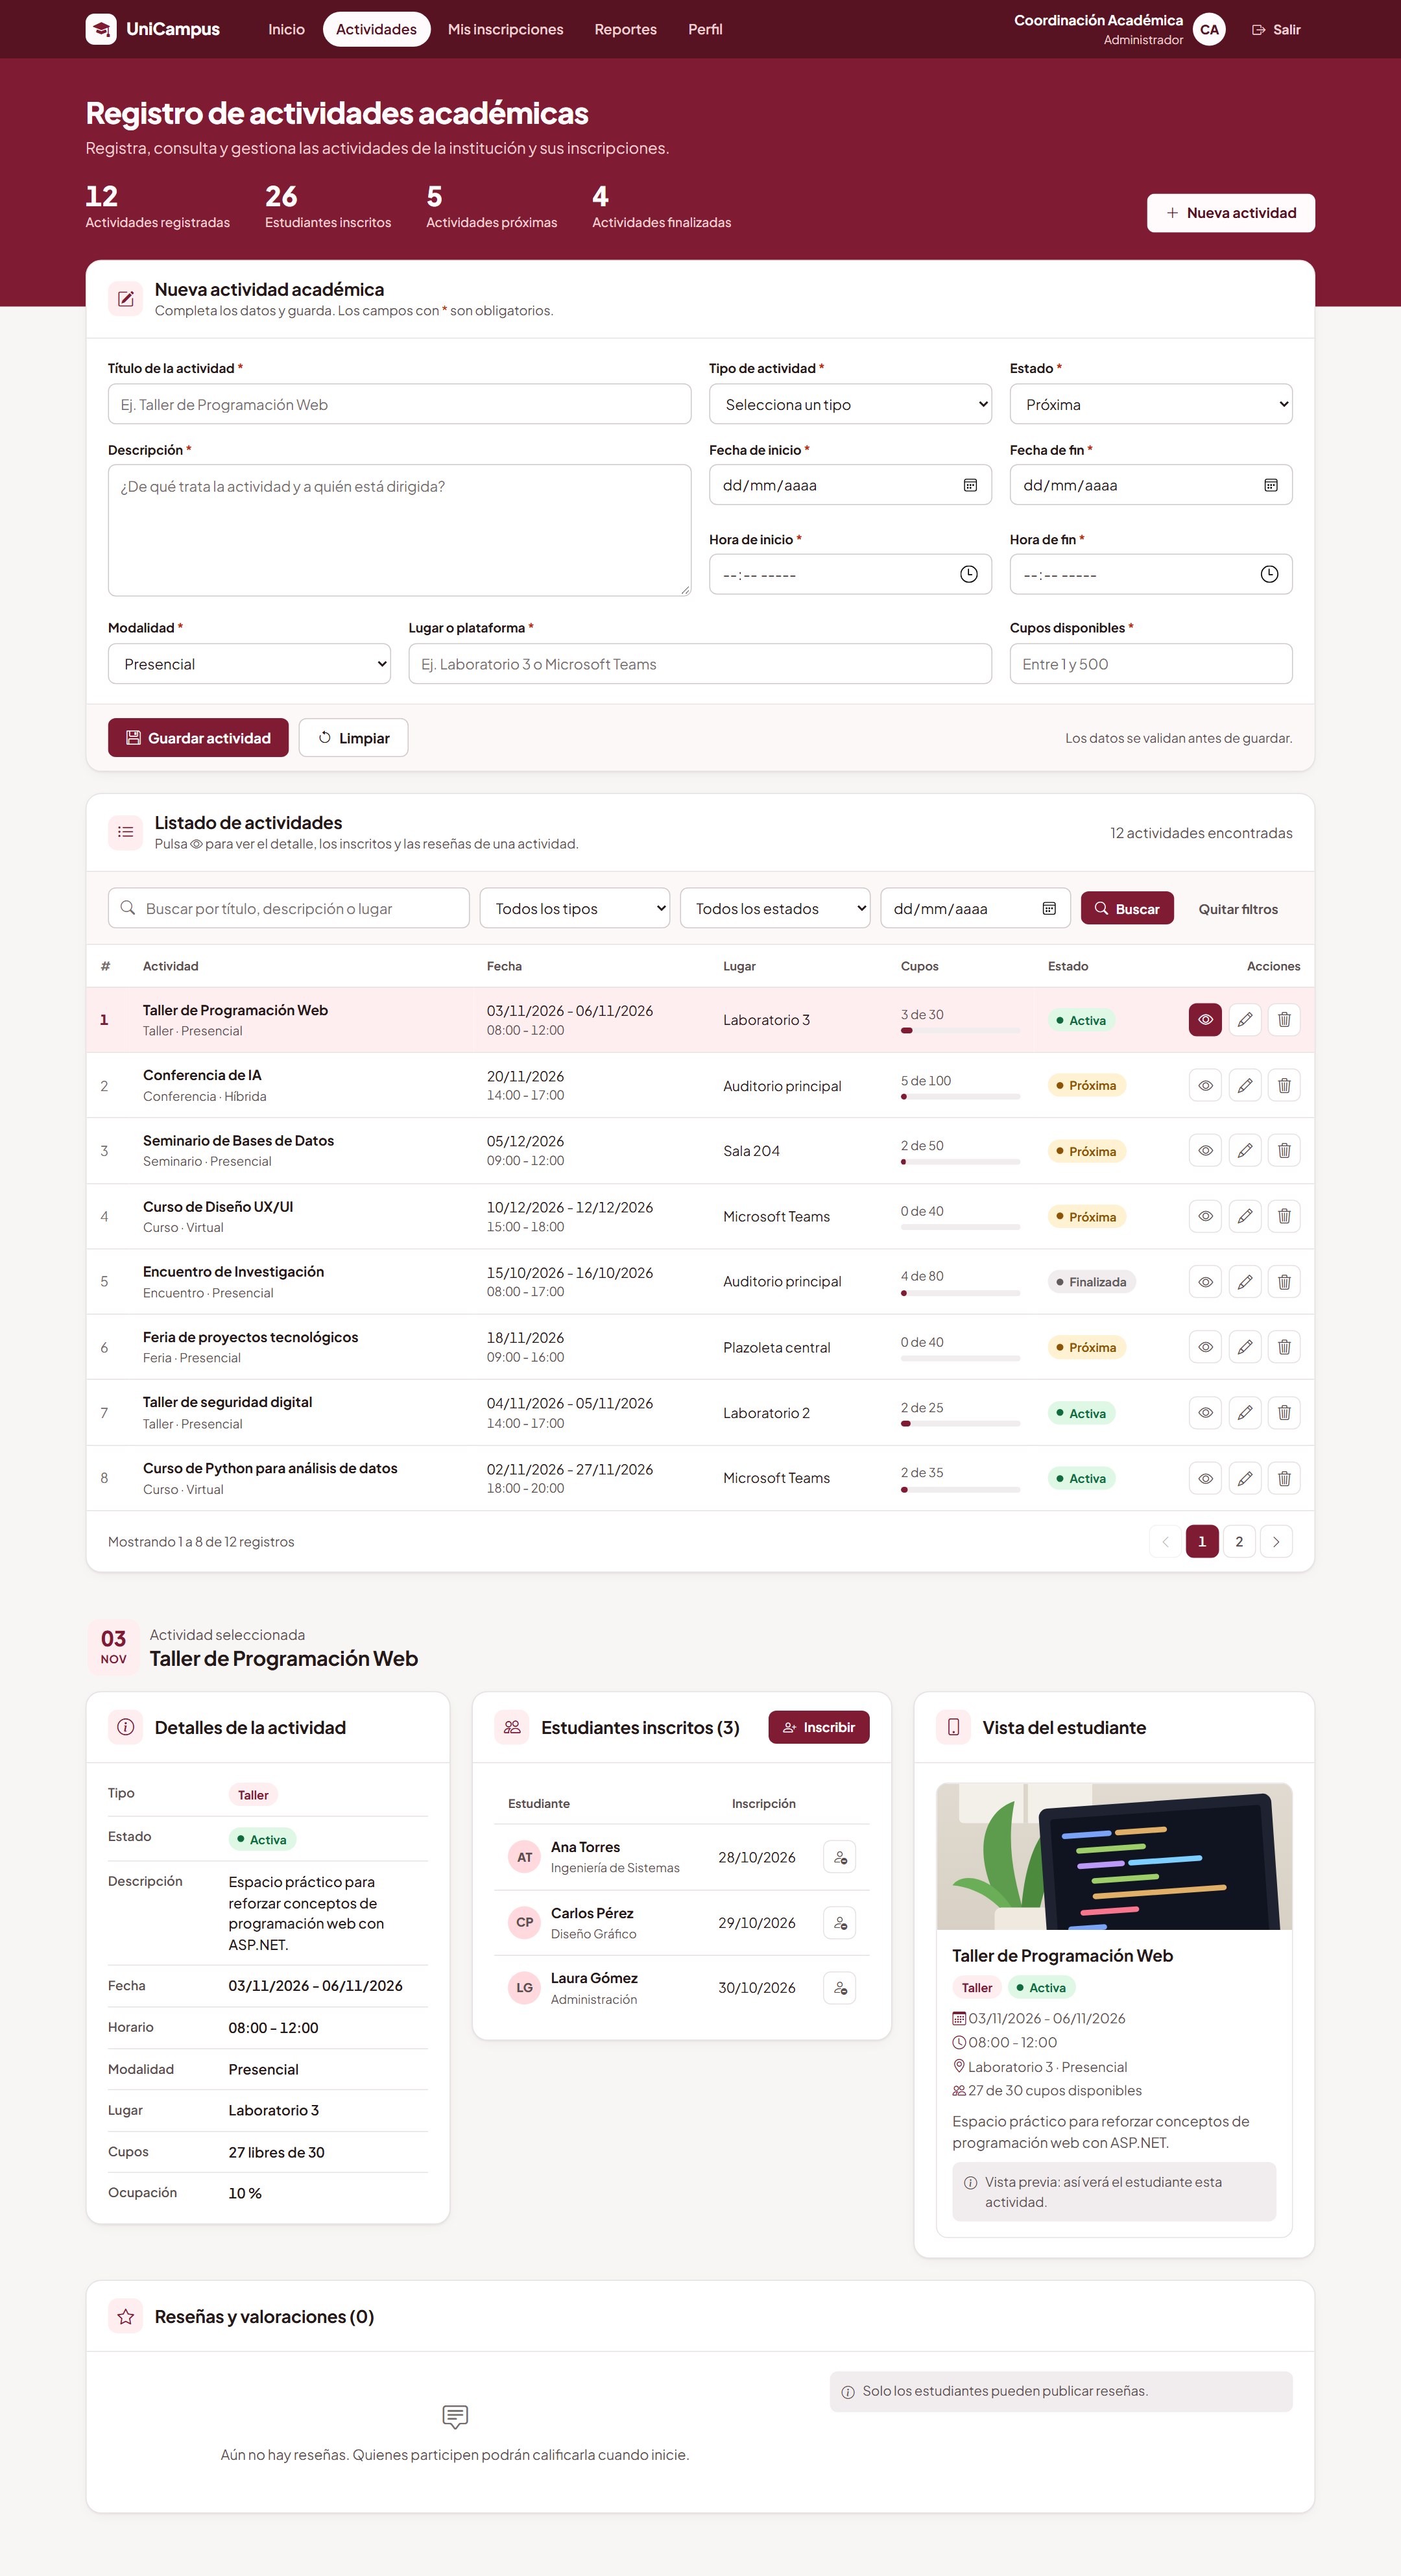 UniCampus
Inicio
Actividades
Mis inscripciones
Reportes
Perfil
Coordinación Académica
Administrador
CA
Salir
Registro de actividades académicas
Registra, consulta y gestiona las actividades de la institución y sus inscripciones.
12
Actividades registradas
26
Estudiantes inscritos
5
Actividades próximas
4
Actividades finalizadas
+ Nueva actividad
Nueva actividad académica
Completa los datos y guarda. Los campos con * son obligatorios.
Título de la actividad *
Tipo de actividad *
Estado *
Ej. Taller de Programación Web
Selecciona un tipo
Próxima
Descripción *
Fecha de inicio *
Fecha de fin *
¿De qué trata la actividad y a quién está dirigida?
dd/mm/aaaa
dd/mm/aaaa
Hora de inicio *
Hora de fin *
--:-- -----
--:-- -----
Modalidad *
Lugar o plataforma *
Cupos disponibles *
Presencial
Ej. Laboratorio 3 o Microsoft Teams
Entre 1 y 500
Guardar actividad
Limpiar
Los datos se validan antes de guardar.
Listado de actividades
Pulsa para ver el detalle, los inscritos y las reseñas de una actividad.
12 actividades encontradas
Buscar por título, descripción o lugar
Todos los tipos
Todos los estados
dd/mm/aaaa
Buscar
Quitar filtros
# Actividad Fecha Lugar Cupos Estado Acciones
1 Taller de Programación Web 03/11/2026 - 06/11/2026 Laboratorio 3 3 de 30 Activa
Taller · Presencial 08:00 - 12:00
2 Conferencia de IA 20/11/2026 Auditorio principal 5 de 100 Próxima
Conferencia · Híbrida 14:00 - 17:00
3 Seminario de Bases de Datos 05/12/2026 Sala 204 2 de 50 Próxima
Seminario · Presencial 09:00 - 12:00
4 Curso de Diseño UX/UI 10/12/2026 - 12/12/2026 Microsoft Teams 0 de 40 Próxima
Curso · Virtual 15:00 - 18:00
5 Encuentro de Investigación 15/10/2026 - 16/10/2026 Auditorio principal 4 de 80 Finalizada
Encuentro · Presencial 08:00 - 17:00
6 Feria de proyectos tecnológicos 18/11/2026 Plazoleta central 0 de 40 Próxima
Feria · Presencial 09:00 - 16:00
7 Taller de seguridad digital 04/11/2026 - 05/11/2026 Laboratorio 2 2 de 25 Activa
Taller · Presencial 14:00 - 17:00
8 Curso de Python para análisis de datos 02/11/2026 - 27/11/2026 Microsoft Teams 2 de 35 Activa
Curso · Virtual 18:00 - 20:00
Mostrando 1 a 8 de 12 registros
1 2
03
NOV
Actividad seleccionada
Taller de Programación Web
Detalles de la actividad
Tipo Taller
Estado Activa
Descripción Espacio práctico para
reforzar conceptos de
programación web con
ASP.NET.
Fecha 03/11/2026 - 06/11/2026
Horario 08:00 - 12:00
Modalidad Presencial
Lugar Laboratorio 3
Cupos 27 libres de 30
Ocupación 10 %
Estudiantes inscritos (3)
Inscribir
Estudiante Inscripción
AT Ana Torres 28/10/2026
Ingeniería de Sistemas
CP Carlos Pérez 29/10/2026
Diseño Gráfico
LG Laura Gómez 30/10/2026
Administración
Vista del estudiante
Taller de Programación Web
Taller Activa
03/11/2026 - 06/11/2026
08:00 - 12:00
Laboratorio 3 · Presencial
27 de 30 cupos disponibles
Espacio práctico para reforzar conceptos de
programación web con ASP.NET.
Vista previa: así verá el estudiante esta
actividad.
Reseñas y valoraciones (0)
Aún no hay reseñas. Quienes participen podrán calificarla cuando inicie.
Solo los estudiantes pueden publicar reseñas.